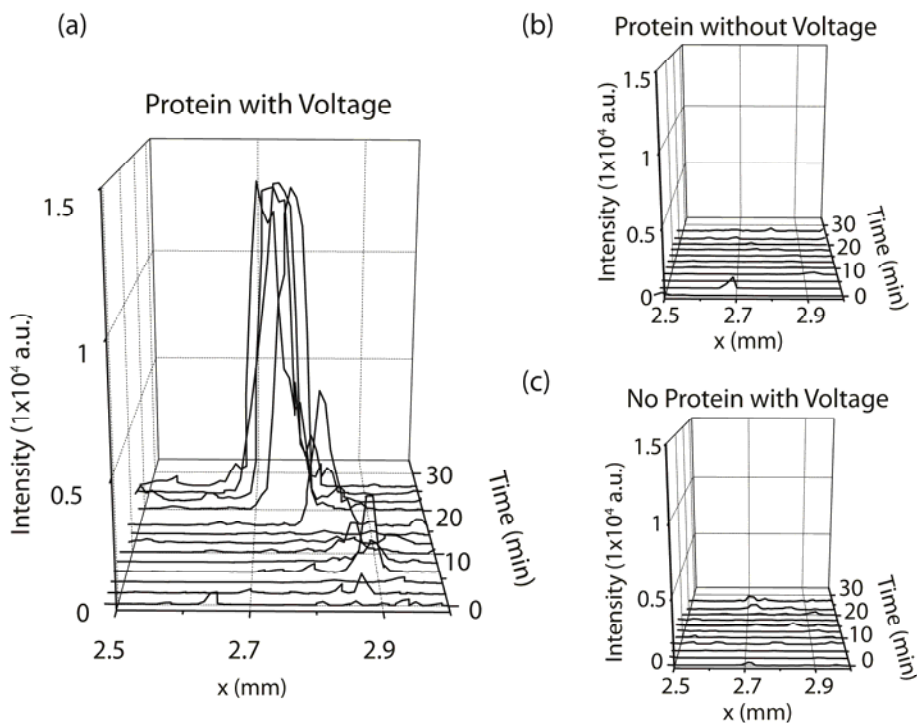 (a)
Protein with Voltage
Intensity (1x10⁴ a.u.)
1.5
1
0.5
0
2.5
2.7
2.9
x (mm)
0
10
20
30
Time (min)
(b)
Protein without Voltage
Intensity (1x10⁴ a.u.)
1.5
1
0.5
0
2.5
2.7
2.9
x (mm)
0
10
20
30
Time (min)
(c)
No Protein with Voltage
Intensity (1x10⁴ a.u.)
1.5
1
0.5
0
2.5
2.7
2.9
x (mm)
0
10
20
30
Time (min)